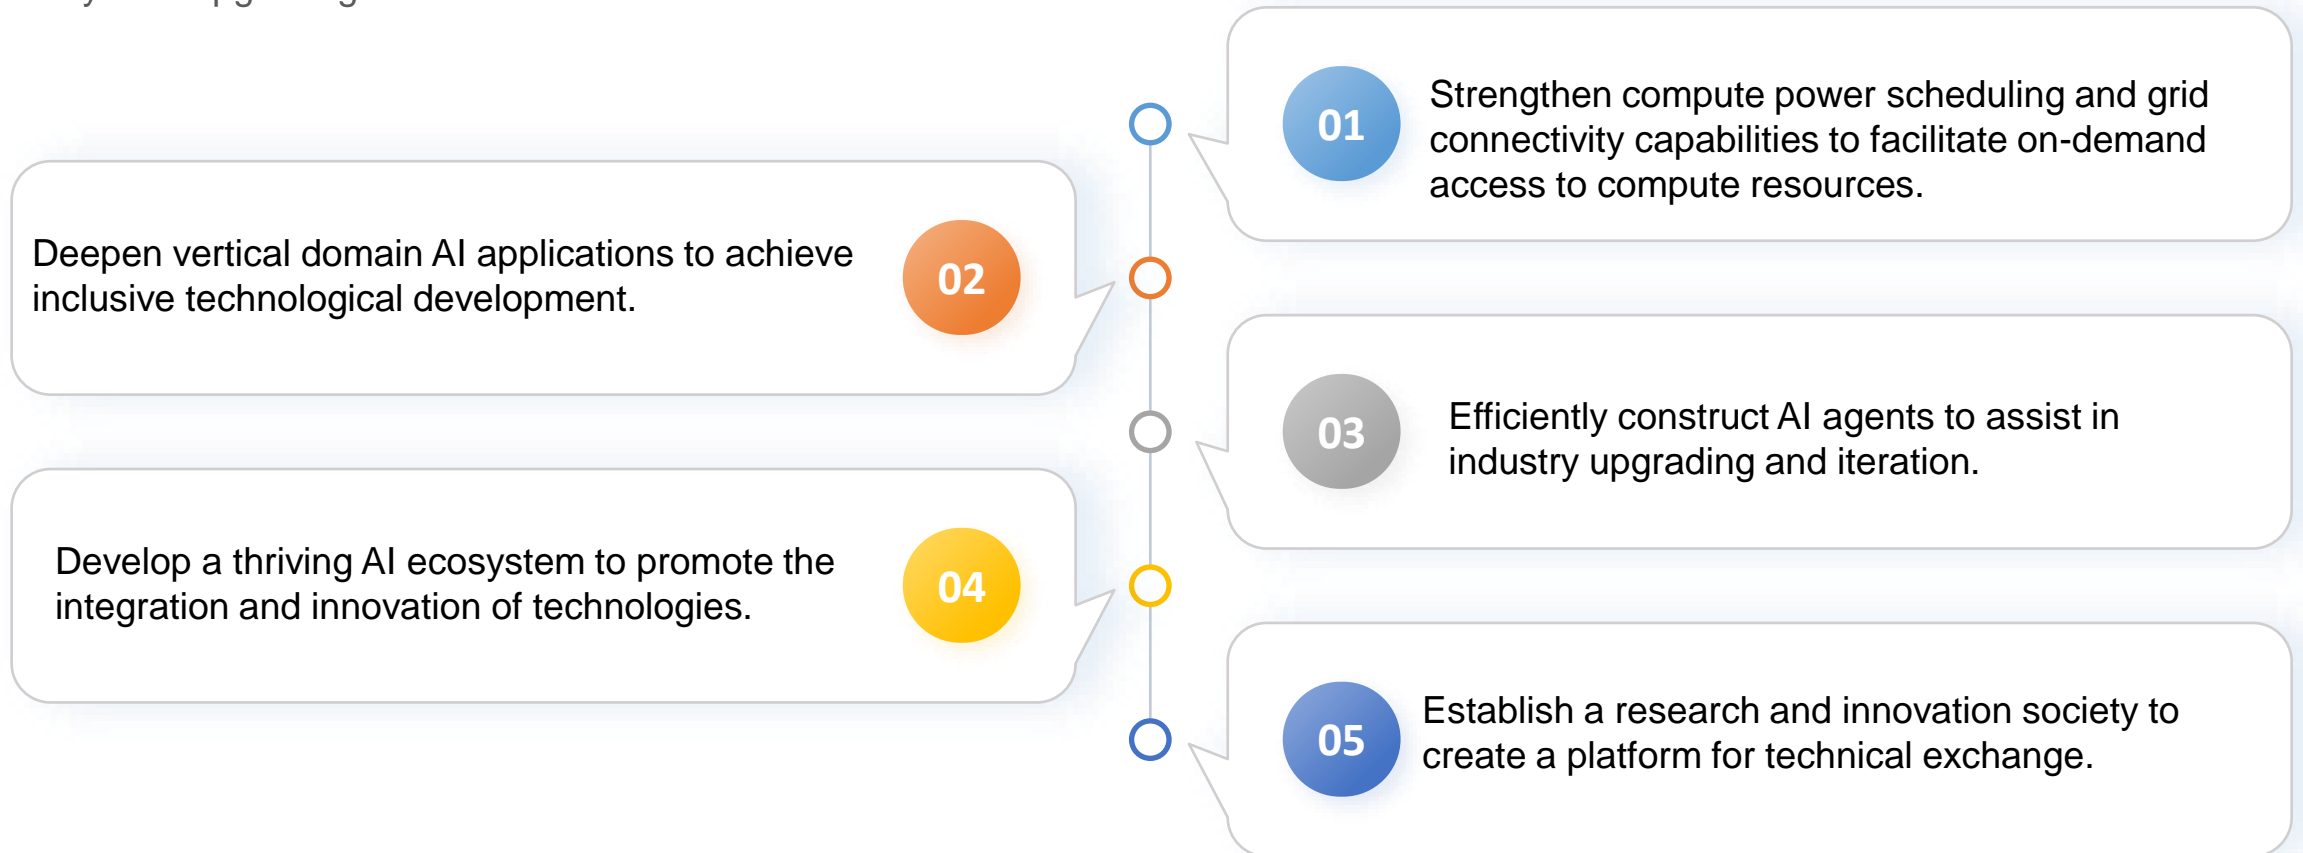 01
Strengthen compute power scheduling and grid
connectivity capabilities to facilitate on-demand
access to compute resources.
Deepen vertical domain AI applications to achieve
inclusive technological development.
02
03
Efficiently construct AI agents to assist in
industry upgrading and iteration.
Develop a thriving AI ecosystem to promote the
integration and innovation of technologies.
04
05
Establish a research and innovation society to
create a platform for technical exchange.